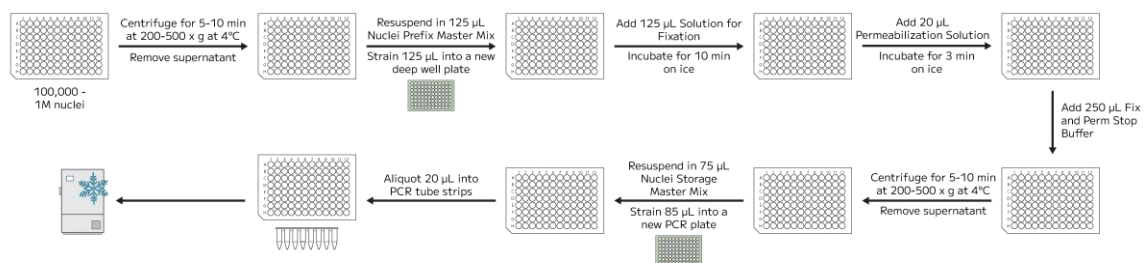 Centrifuge for 5-10 min
at 200-500 x g at 4°C
Remove supernatant
100,000 -
1M nuclei
Resuspend in 125 µL
Nuclei Prefix Master Mix
Strain 125 µL into a new
deep well plate
Add 125 µL Solution for
Fixation
Incubate for 10 min
on ice
Add 20 µL
Permeabilization Solution
Incubate for 3 min
on ice
Add 250 µL Fix
and Perm Stop
Buffer
Centrifuge for 5-10 min
at 200-500 x g at 4°C
Remove supernatant
Resuspend in 75 µL
Nuclei Storage
Master Mix
Strain 85 µL into a
new PCR plate
Aliquot 20 µL into
PCR tube strips